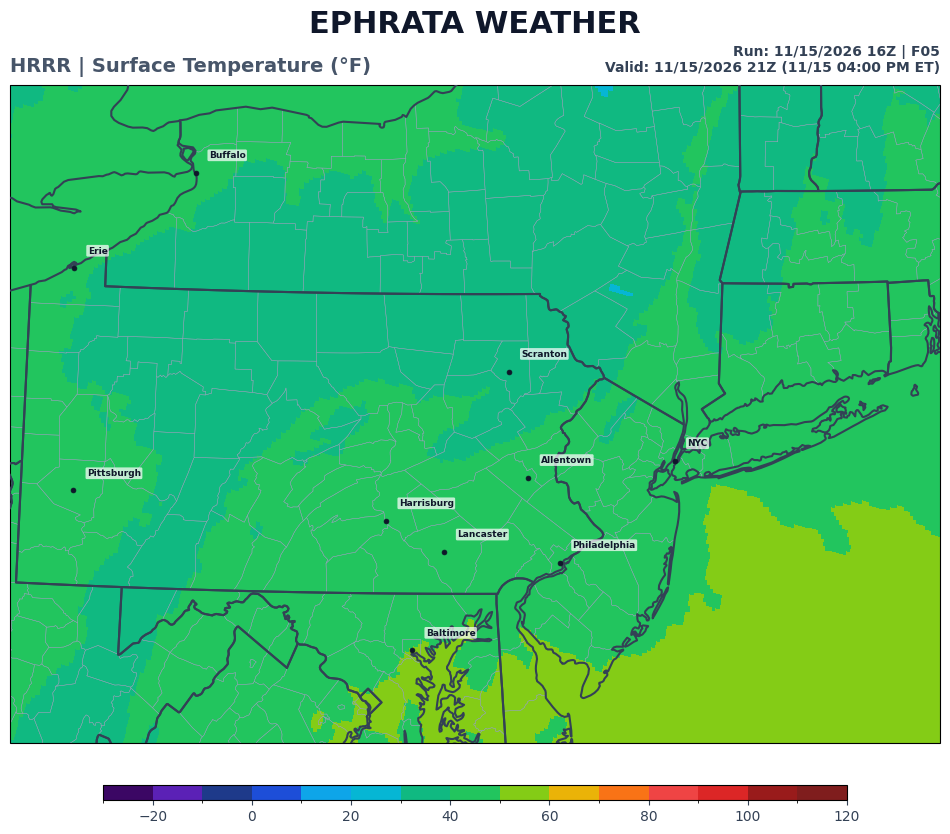 EPHRATA WEATHER
HRRR | Surface Temperature (°F)
Run: 11/15/2026 16Z | F05
Valid: 11/15/2026 21Z (11/15 04:00 PM ET)
Buffalo
Erie
Scranton
NYC
Allentown
Pittsburgh
Harrisburg
Lancaster
Philadelphia
Baltimore
−20 0 20 40 60 80 100 120